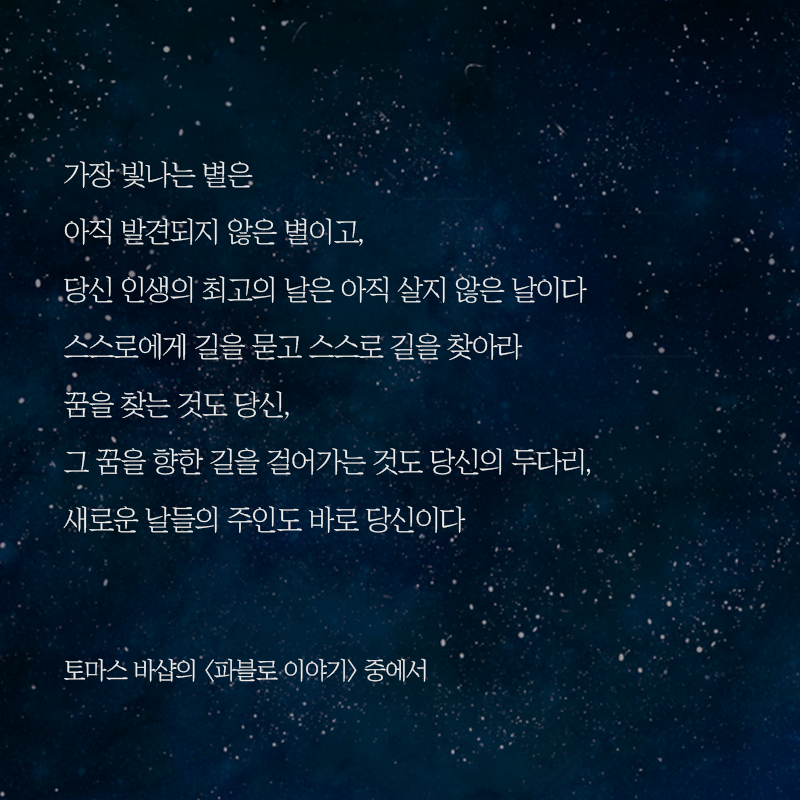 가장 빛나는 별은
아직 발견되지 않은 별이고,
당신 인생의 최고의 날은 아직 살지 않은 날이다
스스로에게 길을 묻고 스스로 길을 찾아라
꿈을 찾는 것도 당신,
그 꿈을 향한 길을 걸어가는 것도 당신의 두다리,
새로운 날들의 주인도 바로 당신이다
토마스 바샵의 <파블로 이야기> 중에서